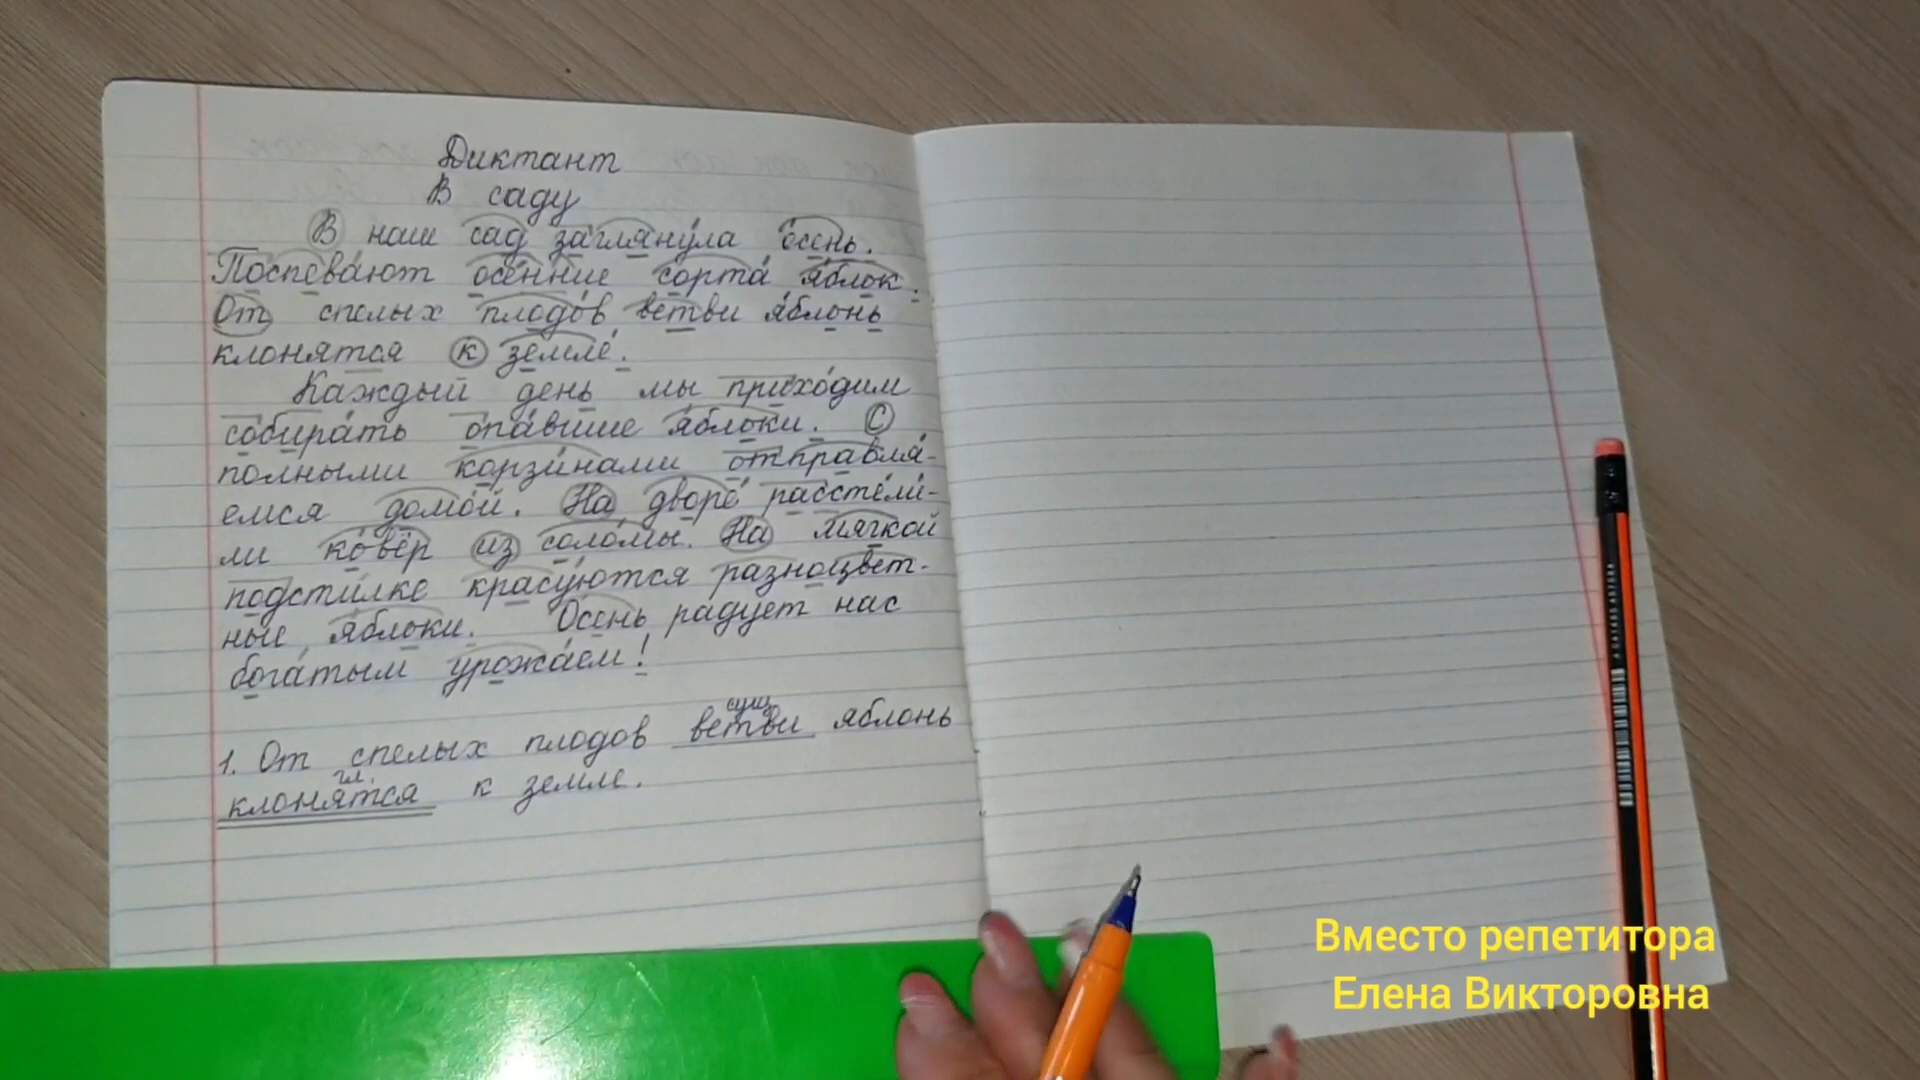 Диктант
В саду
В наш сад заглянула осень.
Поспевают осенние сорта яблок.
От спелых плодов ветви яблонь
клонятся к земле.
Каждый день мы приходим
собирать опавшие яблоки. С
полными корзинами отправля-
емся домой. На дворе расстели-
ли ковёр из соломы. На мягкой
подстилке красуются разноцвет-
ные яблоки. Осень радует нас
богатым урожаем!
сущ.
1. От спелых плодов ветви яблонь
гл.
клонятся к земле.
Вместо репетитора
Елена Викторовна